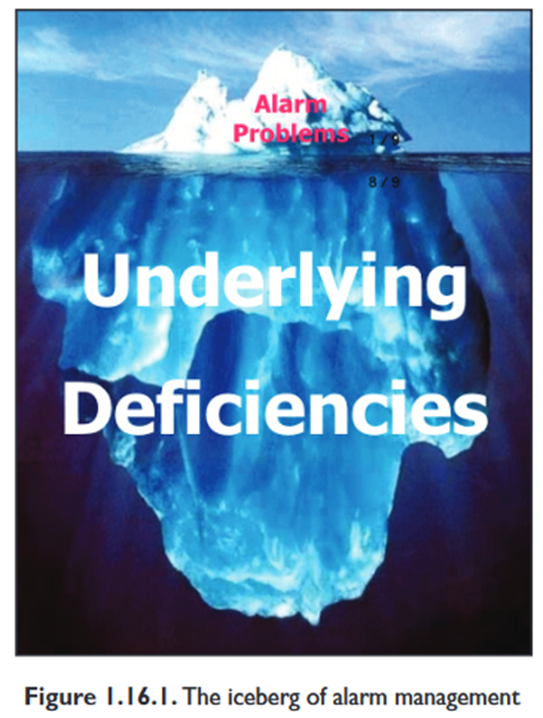 Alarm
Problems
1/9
8/9
Underlying
Deficiencies
Figure 1.16.1. The iceberg of alarm management